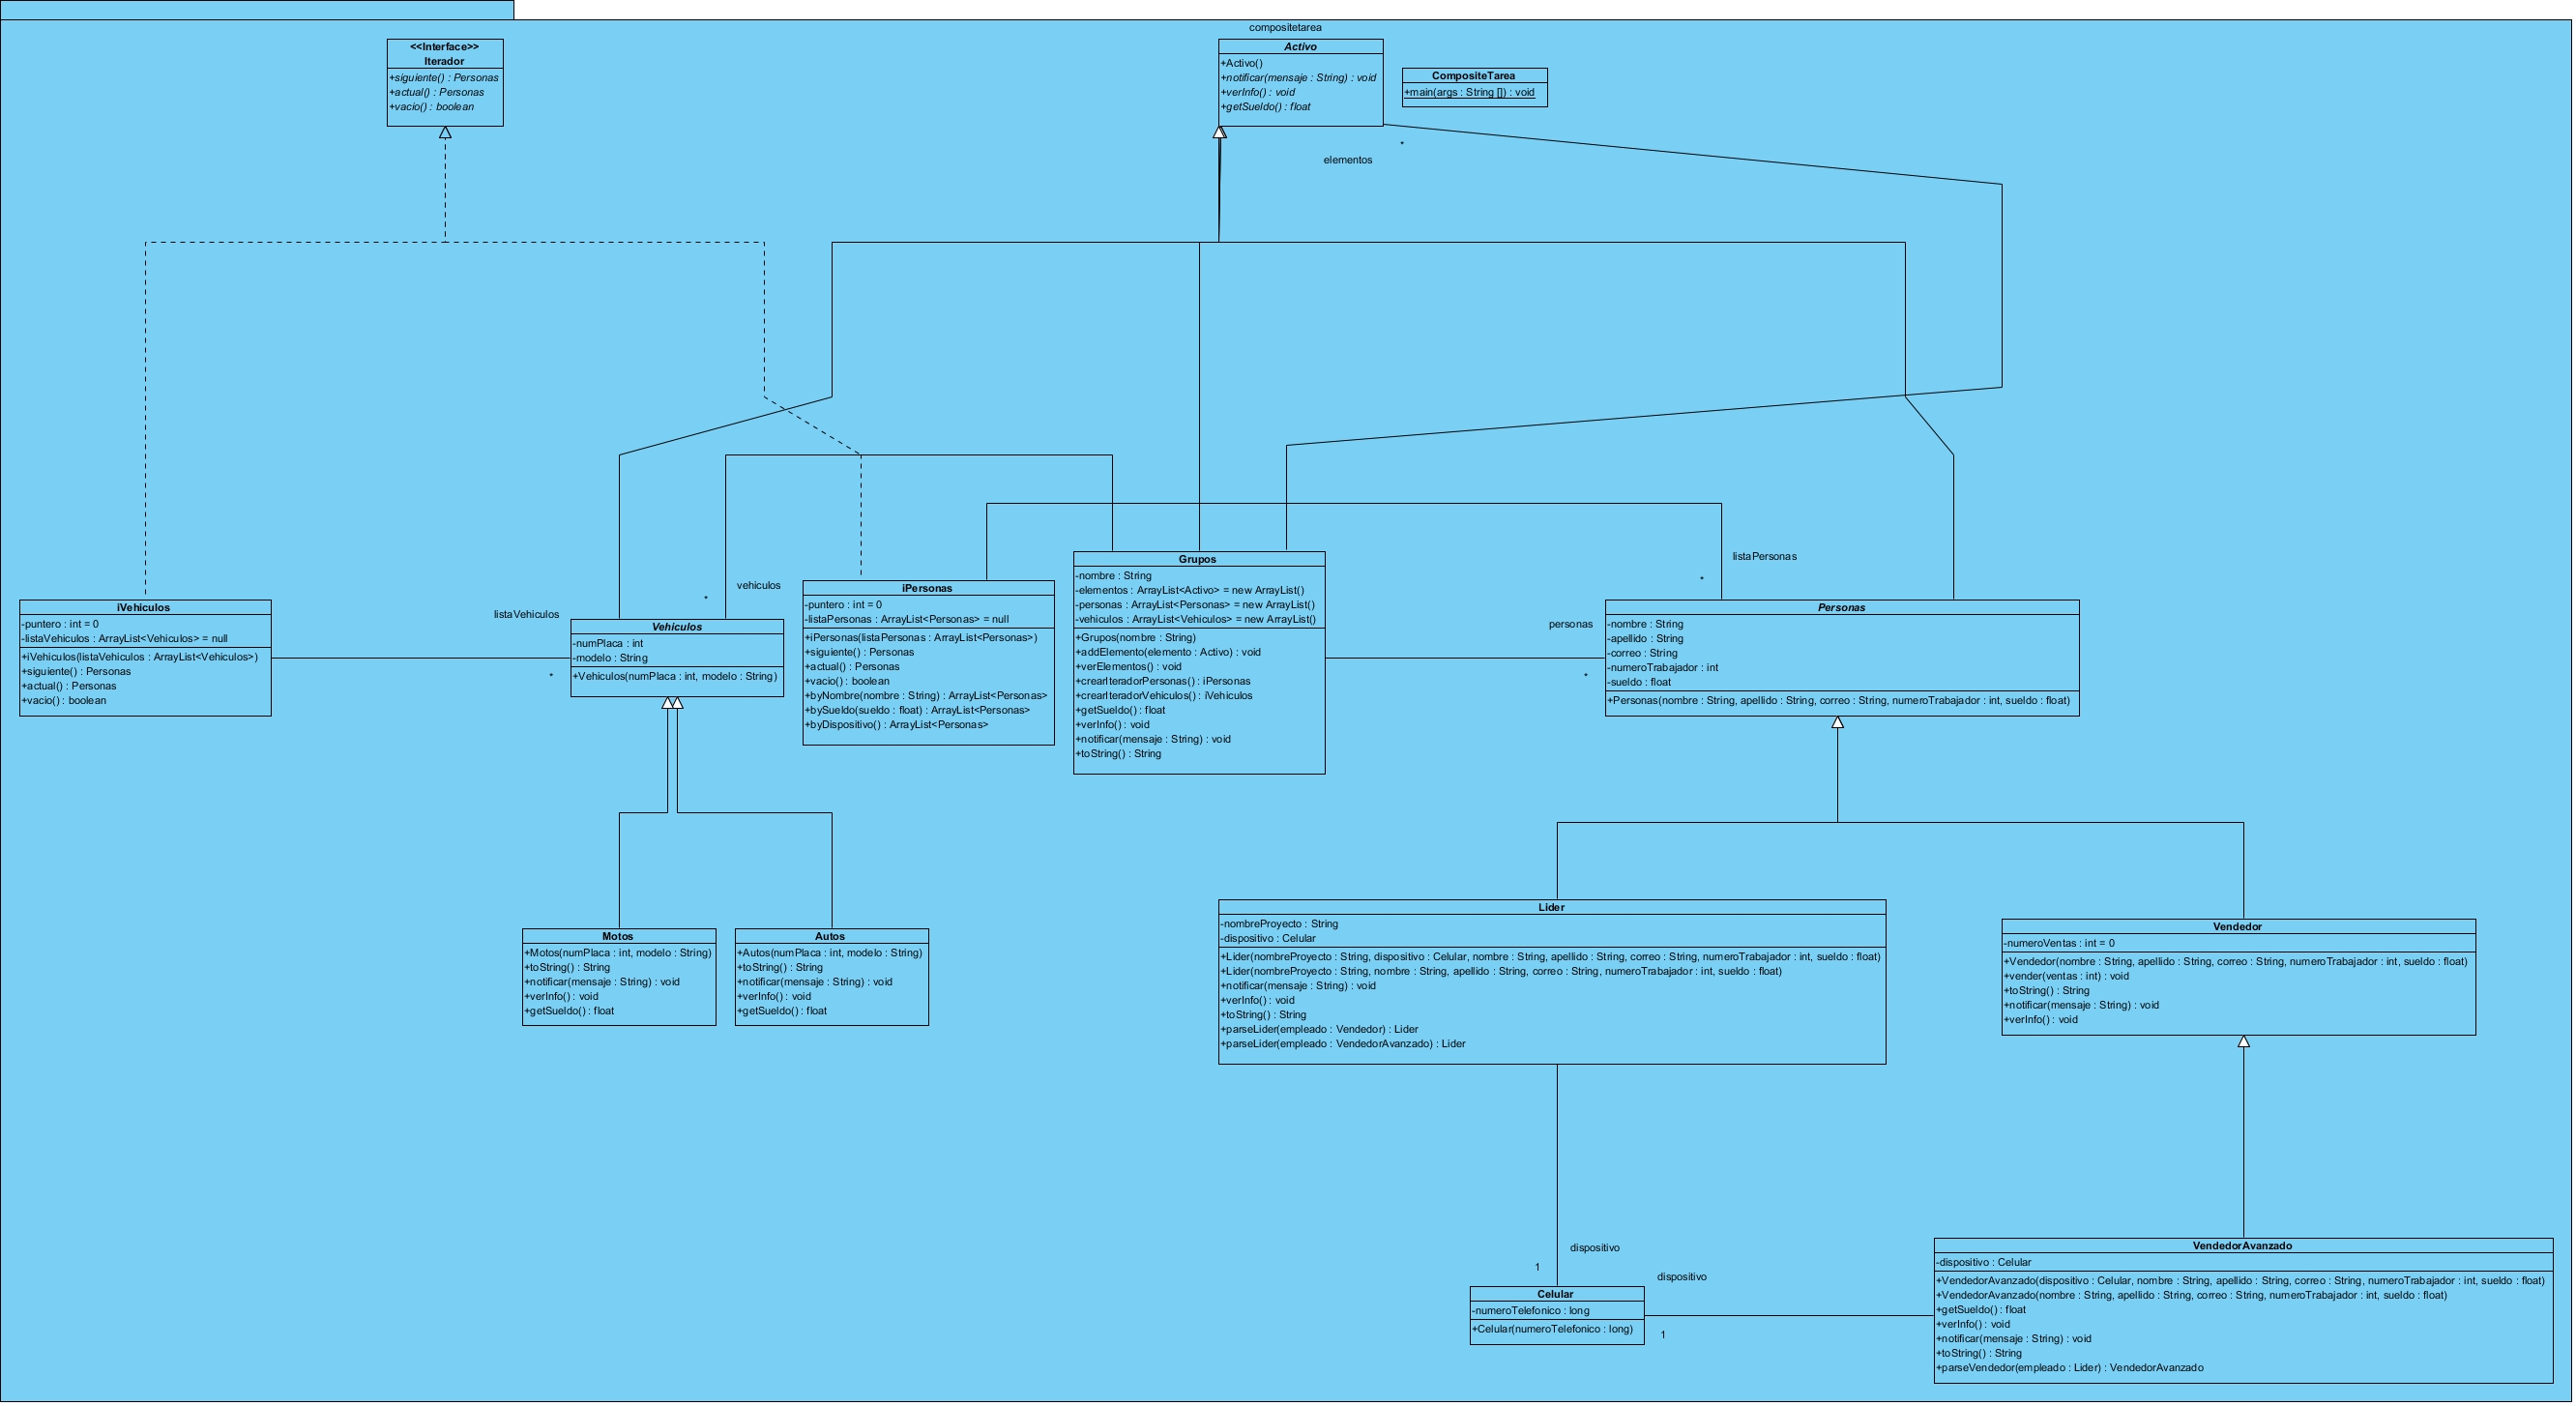 compositetarea
<<Interface>>
Iterador
+siguiente() : Personas
+actual() : Personas
+vacio() : boolean
Activo
+Activo()
+notificar(mensaje : String) : void
+verInfo() : void
+getSueldo() : float
CompositeTarea
+main(args : String []) : void
*
elementos
iVehiculos
-puntero : int = 0
-listaVehiculos : ArrayList<Vehiculos> = null
+iVehiculos(listaVehiculos : ArrayList<Vehiculos>)
+siguiente() : Personas
+actual() : Personas
+vacio() : boolean
listaVehiculos
*
vehiculos
*
Vehiculos
-numPlaca : int
-modelo : String
+Vehiculos(numPlaca : int, modelo : String)
iPersonas
-puntero : int = 0
-listaPersonas : ArrayList<Personas> = null
+iPersonas(listaPersonas : ArrayList<Personas>)
+siguiente() : Personas
+actual() : Personas
+vacio() : boolean
+byNombre(nombre : String) : ArrayList<Personas>
+bySueldo(sueldo : float) : ArrayList<Personas>
+byDispositivo() : ArrayList<Personas>
Grupos
-nombre : String
-elementos : ArrayList<Activo> = new ArrayList()
-personas : ArrayList<Personas> = new ArrayList()
-vehiculos : ArrayList<Vehiculos> = new ArrayList()
+Grupos(nombre : String)
+addElemento(elemento : Activo) : void
+verElementos() : void
+crearIteradorPersonas() : iPersonas
+crearIteradorVehiculos() : iVehiculos
+getSueldo() : float
+verInfo() : void
+notificar(mensaje : String) : void
+toString() : String
listaPersonas
*
personas
*
Personas
-nombre : String
-apellido : String
-correo : String
-numeroTrabajador : int
-sueldo : float
+Personas(nombre : String, apellido : String, correo : String, numeroTrabajador : int, sueldo : float)
Motos
+Motos(numPlaca : int, modelo : String)
+toString() : String
+notificar(mensaje : String) : void
+verInfo() : void
+getSueldo() : float
Autos
+Autos(numPlaca : int, modelo : String)
+toString() : String
+notificar(mensaje : String) : void
+verInfo() : void
+getSueldo() : float
Lider
-nombreProyecto : String
-dispositivo : Celular
+Lider(nombreProyecto : String, dispositivo : Celular, nombre : String, apellido : String, correo : String, numeroTrabajador : int, sueldo : float)
+Lider(nombreProyecto : String, nombre : String, apellido : String, correo : String, numeroTrabajador : int, sueldo : float)
+notificar(mensaje : String) : void
+verInfo() : void
+toString() : String
+parseLider(empleado : Vendedor) : Lider
+parseLider(empleado : VendedorAvanzado) : Lider
Vendedor
-numeroVentas : int = 0
+Vendedor(nombre : String, apellido : String, correo : String, numeroTrabajador : int, sueldo : float)
+vender(ventas : int) : void
+toString() : String
+notificar(mensaje : String) : void
+verInfo() : void
dispositivo
1
dispositivo
1
Celular
-numeroTelefonico : long
+Celular(numeroTelefonico : long)
VendedorAvanzado
-dispositivo : Celular
+VendedorAvanzado(dispositivo : Celular, nombre : String, apellido : String, correo : String, numeroTrabajador : int, sueldo : float)
+VendedorAvanzado(nombre : String, apellido : String, correo : String, numeroTrabajador : int, sueldo : float)
+getSueldo() : float
+verInfo() : void
+notificar(mensaje : String) : void
+toString() : String
+parseVendedor(empleado : Lider) : VendedorAvanzado